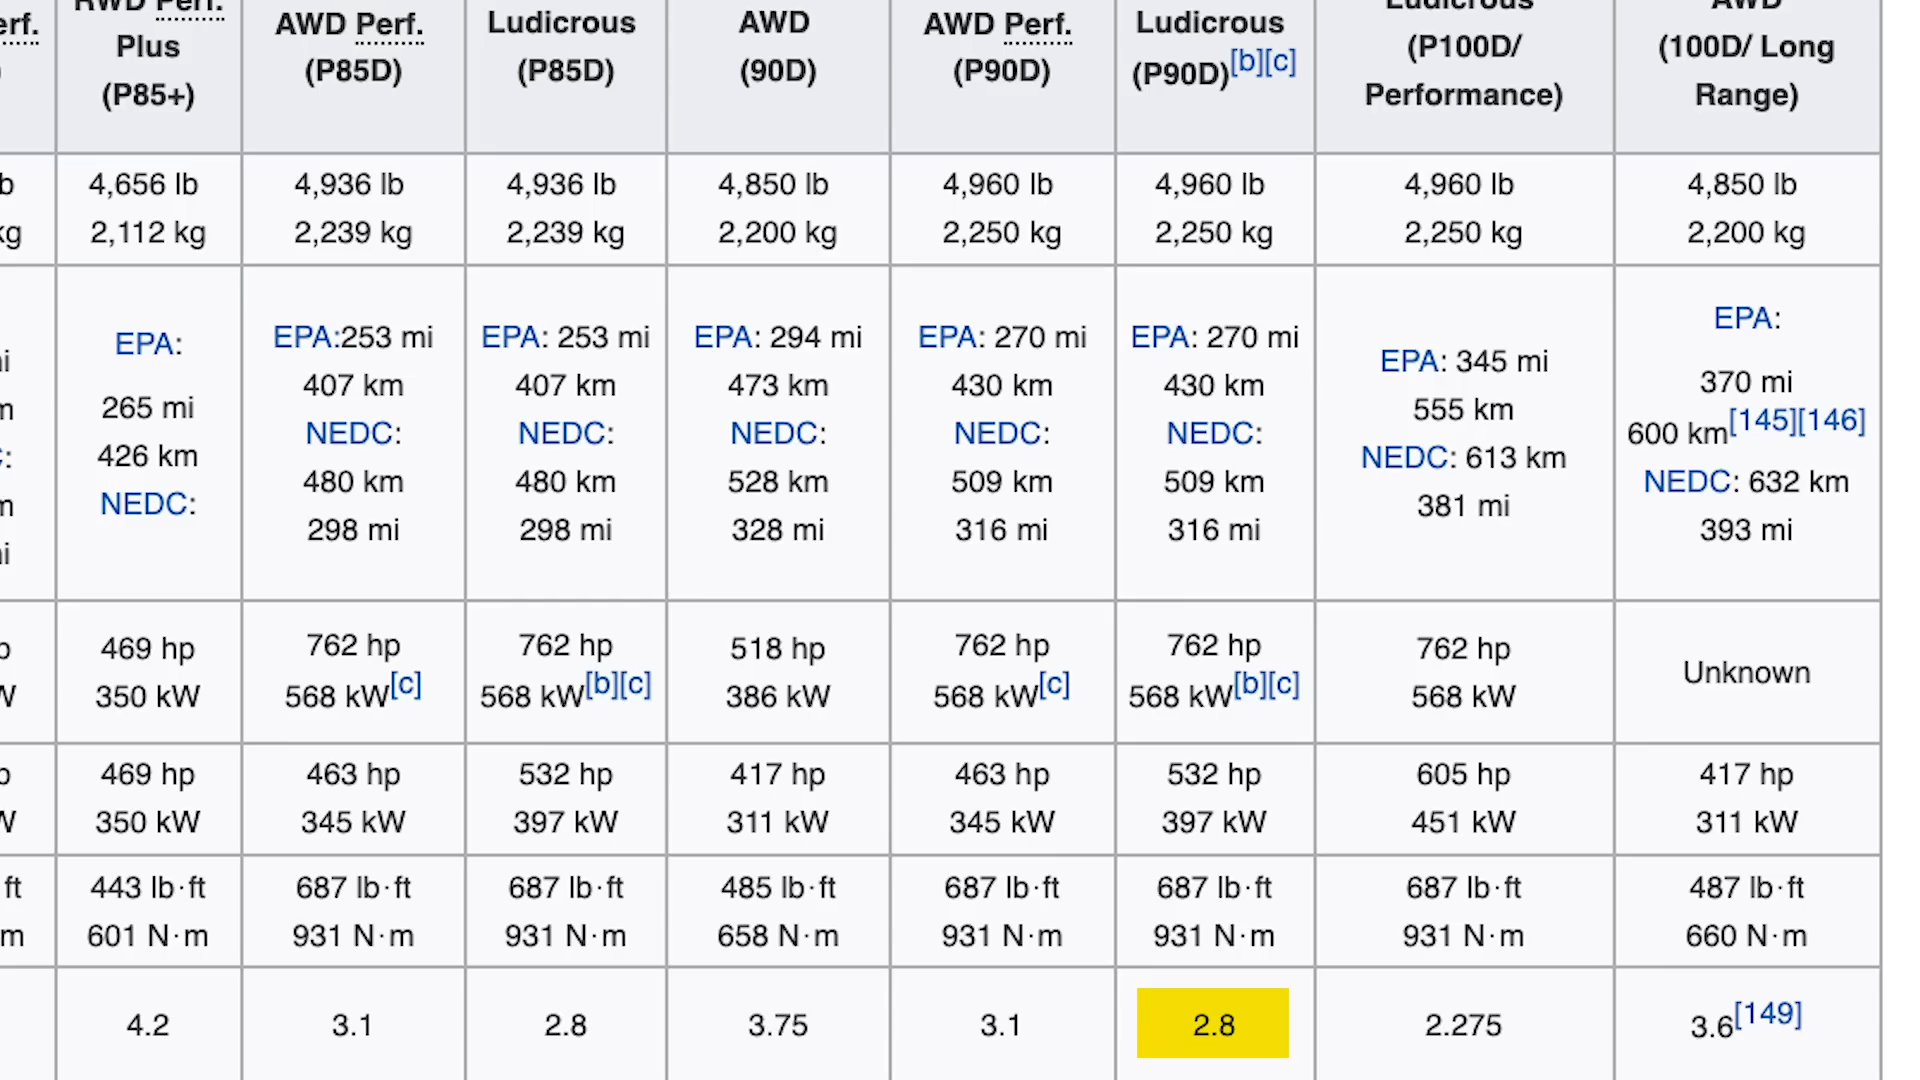 erf.
RWD Perf.
Plus
(P85+)
AWD Perf.
(P85D)
Ludicrous
(P85D)
AWD
(90D)
AWD Perf.
(P90D)
Ludicrous
(P90D)[b][c]
Ludicrous
(P100D/
Performance)
AWD
(100D/ Long
Range)
4,656 lb
2,112 kg
4,936 lb
2,239 kg
4,936 lb
2,239 kg
4,850 lb
2,200 kg
4,960 lb
2,250 kg
4,960 lb
2,250 kg
4,960 lb
2,250 kg
4,850 lb
2,200 kg
EPA:
265 mi
426 km
NEDC:
EPA:253 mi
407 km
NEDC:
480 km
298 mi
EPA: 253 mi
407 km
NEDC:
480 km
298 mi
EPA: 294 mi
473 km
NEDC:
528 km
328 mi
EPA: 270 mi
430 km
NEDC:
509 km
316 mi
EPA: 270 mi
430 km
NEDC:
509 km
316 mi
EPA: 345 mi
555 km
NEDC: 613 km
381 mi
EPA:
370 mi
600 km[145][146]
NEDC: 632 km
393 mi
469 hp
350 kW
762 hp
568 kW[c]
762 hp
568 kW[b][c]
518 hp
386 kW
762 hp
568 kW[c]
762 hp
568 kW[b][c]
762 hp
568 kW
Unknown
469 hp
350 kW
463 hp
345 kW
532 hp
397 kW
417 hp
311 kW
463 hp
345 kW
532 hp
397 kW
605 hp
451 kW
417 hp
311 kW
ft
m
443 lb·ft
601 N·m
687 lb·ft
931 N·m
687 lb·ft
931 N·m
485 lb·ft
658 N·m
687 lb·ft
931 N·m
687 lb·ft
931 N·m
687 lb·ft
931 N·m
487 lb·ft
660 N·m
4.2
3.1
2.8
3.75
3.1
2.8
2.275
3.6[149]